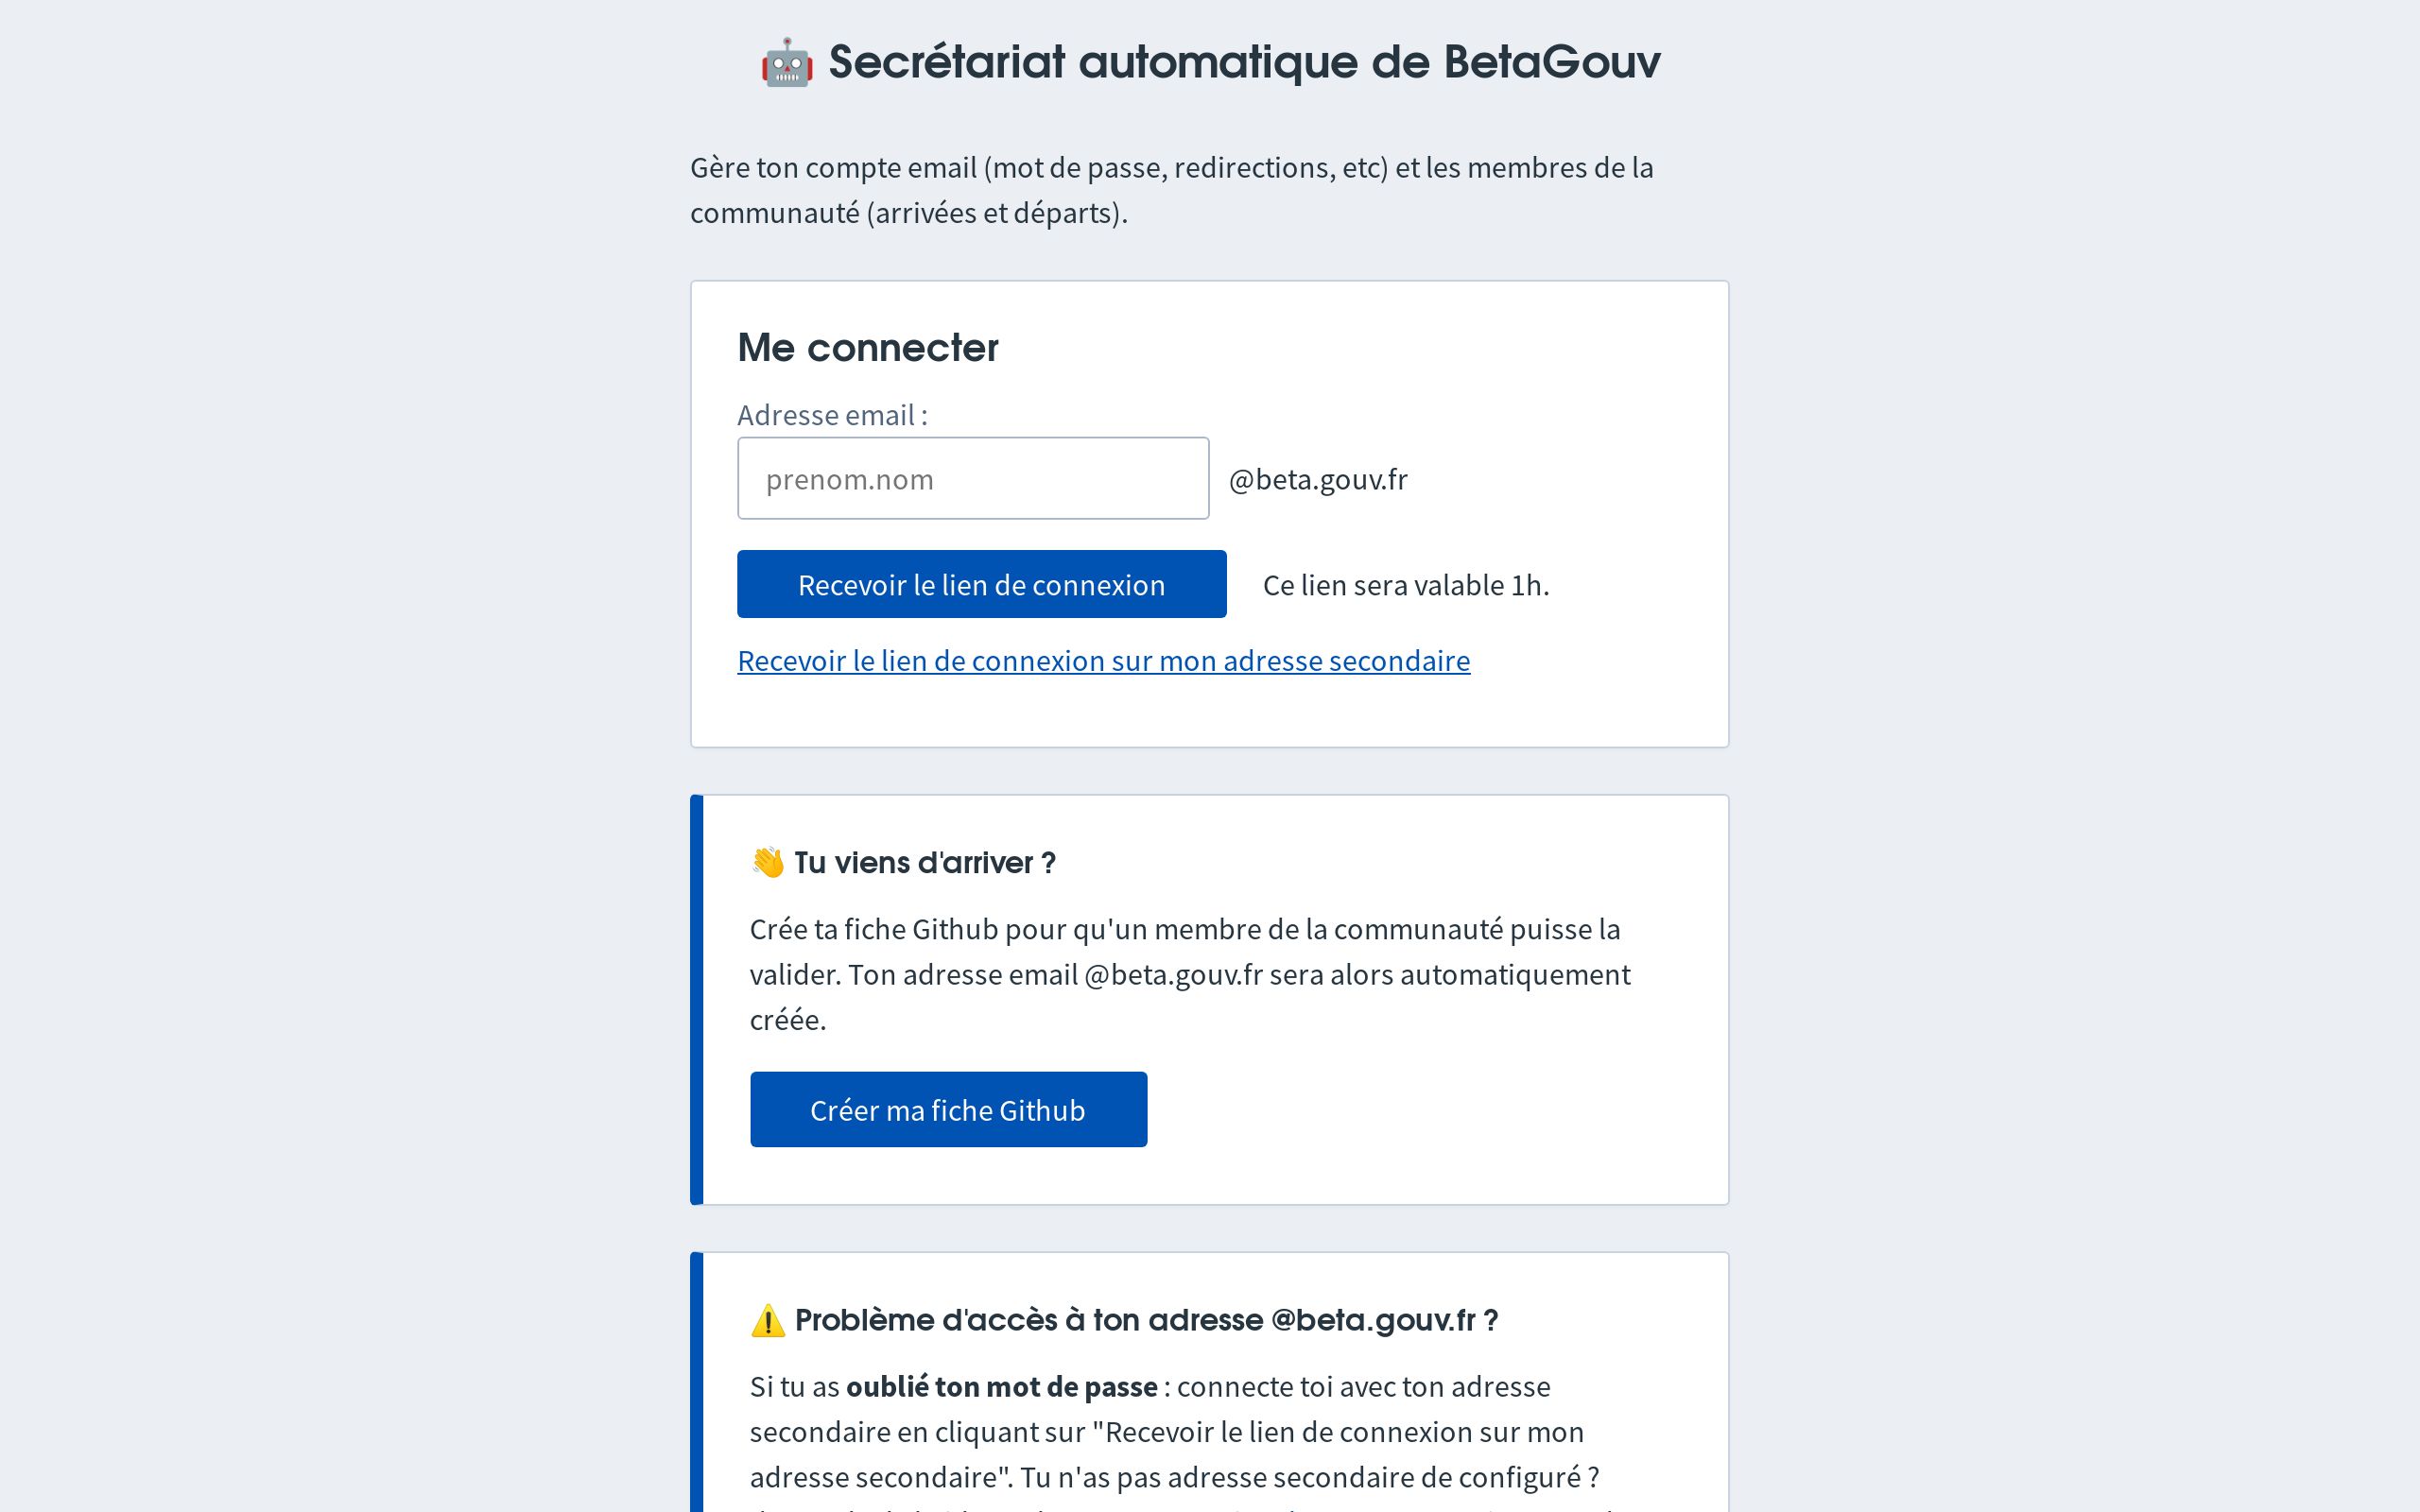 Secrétariat automatique de BetaGouv
Gère ton compte email (mot de passe, redirections, etc) et les membres de la
communauté (arrivées et départs).
Me connecter
Adresse email :
prenom.nom @beta.gouv.fr
Recevoir le lien de connexion Ce lien sera valable 1h.
Recevoir le lien de connexion sur mon adresse secondaire
Tu viens d'arriver ?
Crée ta fiche Github pour qu'un membre de la communauté puisse la
valider. Ton adresse email @beta.gouv.fr sera alors automatiquement
créée.
Créer ma fiche Github
Problème d'accès à ton adresse @beta.gouv.fr ?
Si tu as oublié ton mot de passe : connecte toi avec ton adresse
secondaire en cliquant sur "Recevoir le lien de connexion sur mon
adresse secondaire". Tu n'as pas adresse secondaire de configuré ?